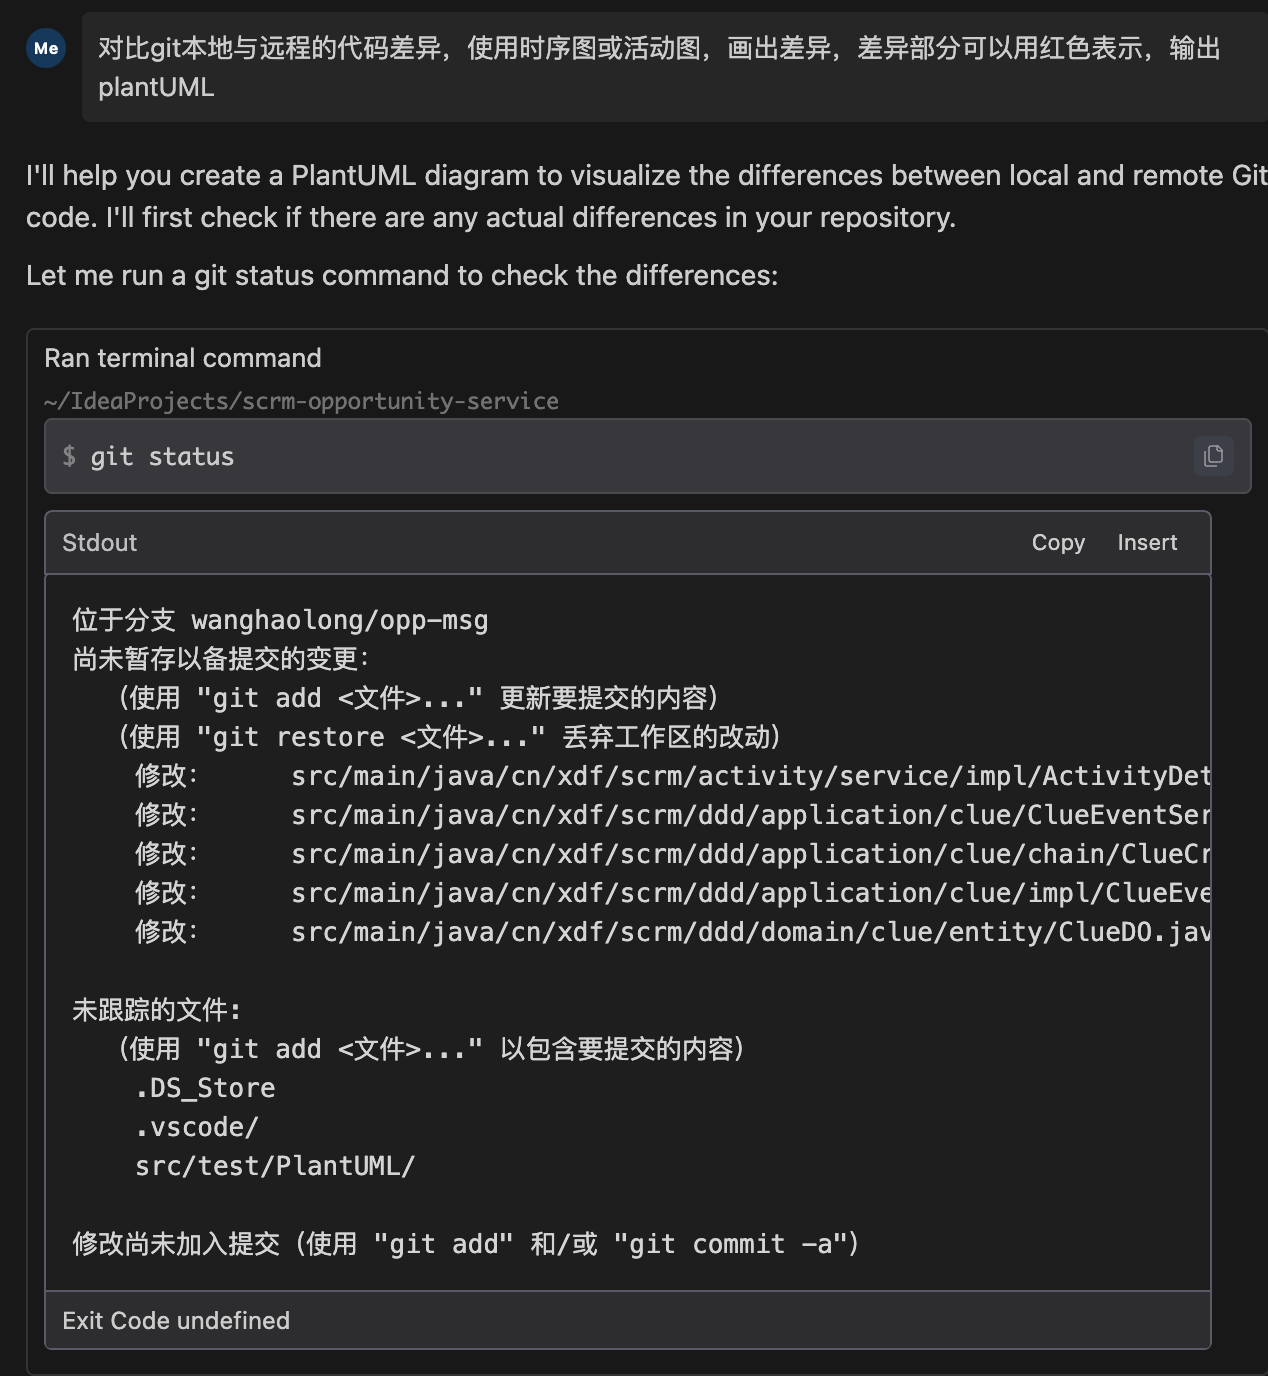 Me
对比git本地与远程的代码差异，使用时序图或活动图，画出差异，差异部分可以用红色表示，输出
plantUML
I'll help you create a PlantUML diagram to visualize the differences between local and remote Git
code. I'll first check if there are any actual differences in your repository.
Let me run a git status command to check the differences:
Ran terminal command
~/IdeaProjects/scrm-opportunity-service
$ git status
Stdout Copy Insert
位于分支 wanghaolong/opp-msg
尚未暂存以备提交的变更：
（使用 "git add <文件>..." 更新要提交的内容）
（使用 "git restore <文件>..." 丢弃工作区的改动）
修改： src/main/java/cn/xdf/scrm/activity/service/impl/ActivityDet
修改： src/main/java/cn/xdf/scrm/ddd/application/clue/ClueEventSer
修改： src/main/java/cn/xdf/scrm/ddd/application/clue/chain/ClueCr
修改： src/main/java/cn/xdf/scrm/ddd/application/clue/impl/ClueEve
修改： src/main/java/cn/xdf/scrm/ddd/domain/clue/entity/ClueDO.jav
未跟踪的文件:
（使用 "git add <文件>..." 以包含要提交的内容）
.DS_Store
.vscode/
src/test/PlantUML/
修改尚未加入提交（使用 "git add" 和/或 "git commit -a"）
Exit Code undefined